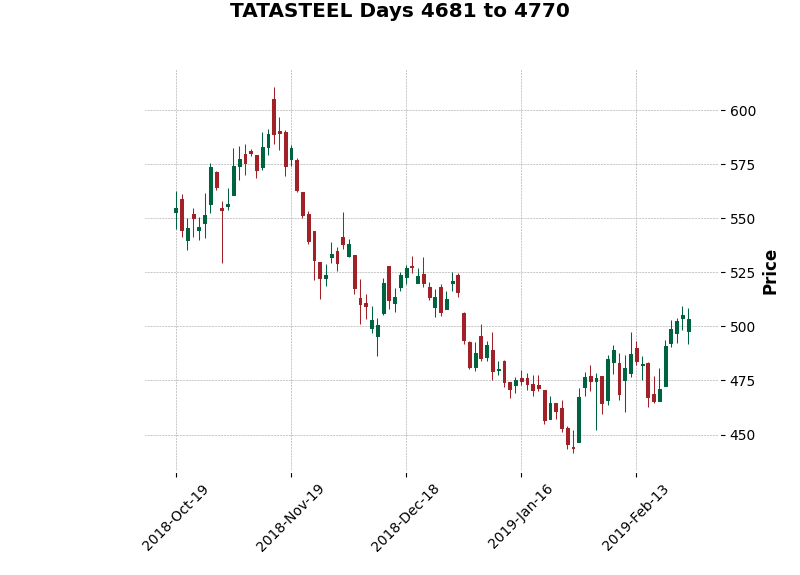 TATASTEEL Days 4681 to 4770
600
575
550
525
500
475
450
Price
2018-Oct-19
2018-Nov-19
2018-Dec-18
2019-Jan-16
2019-Feb-13